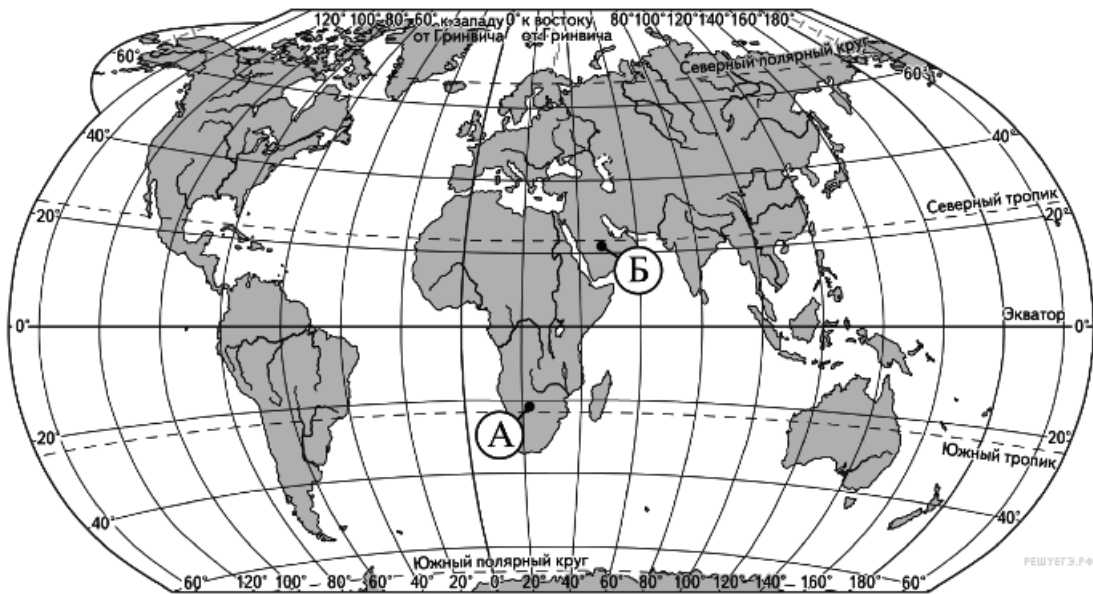 120° 100° 80° 60° к западу 0° к востоку 80° 100° 120° 140° 160° 180°
от Гринвича от Гринвича
Северный полярный круг
60° 60°
40° 40°
Северный тропик
20° 20°
Б
Экватор
0° 0°
А
20° 20°
Южный тропик
40° 40°
Южный полярный круг
РЕШУЕГЭ.РФ
60° 120° 100° 80° 60° 40° 20° 0° 20° 40° 60° 80° 100° 120° 140° 160° 180° 60°